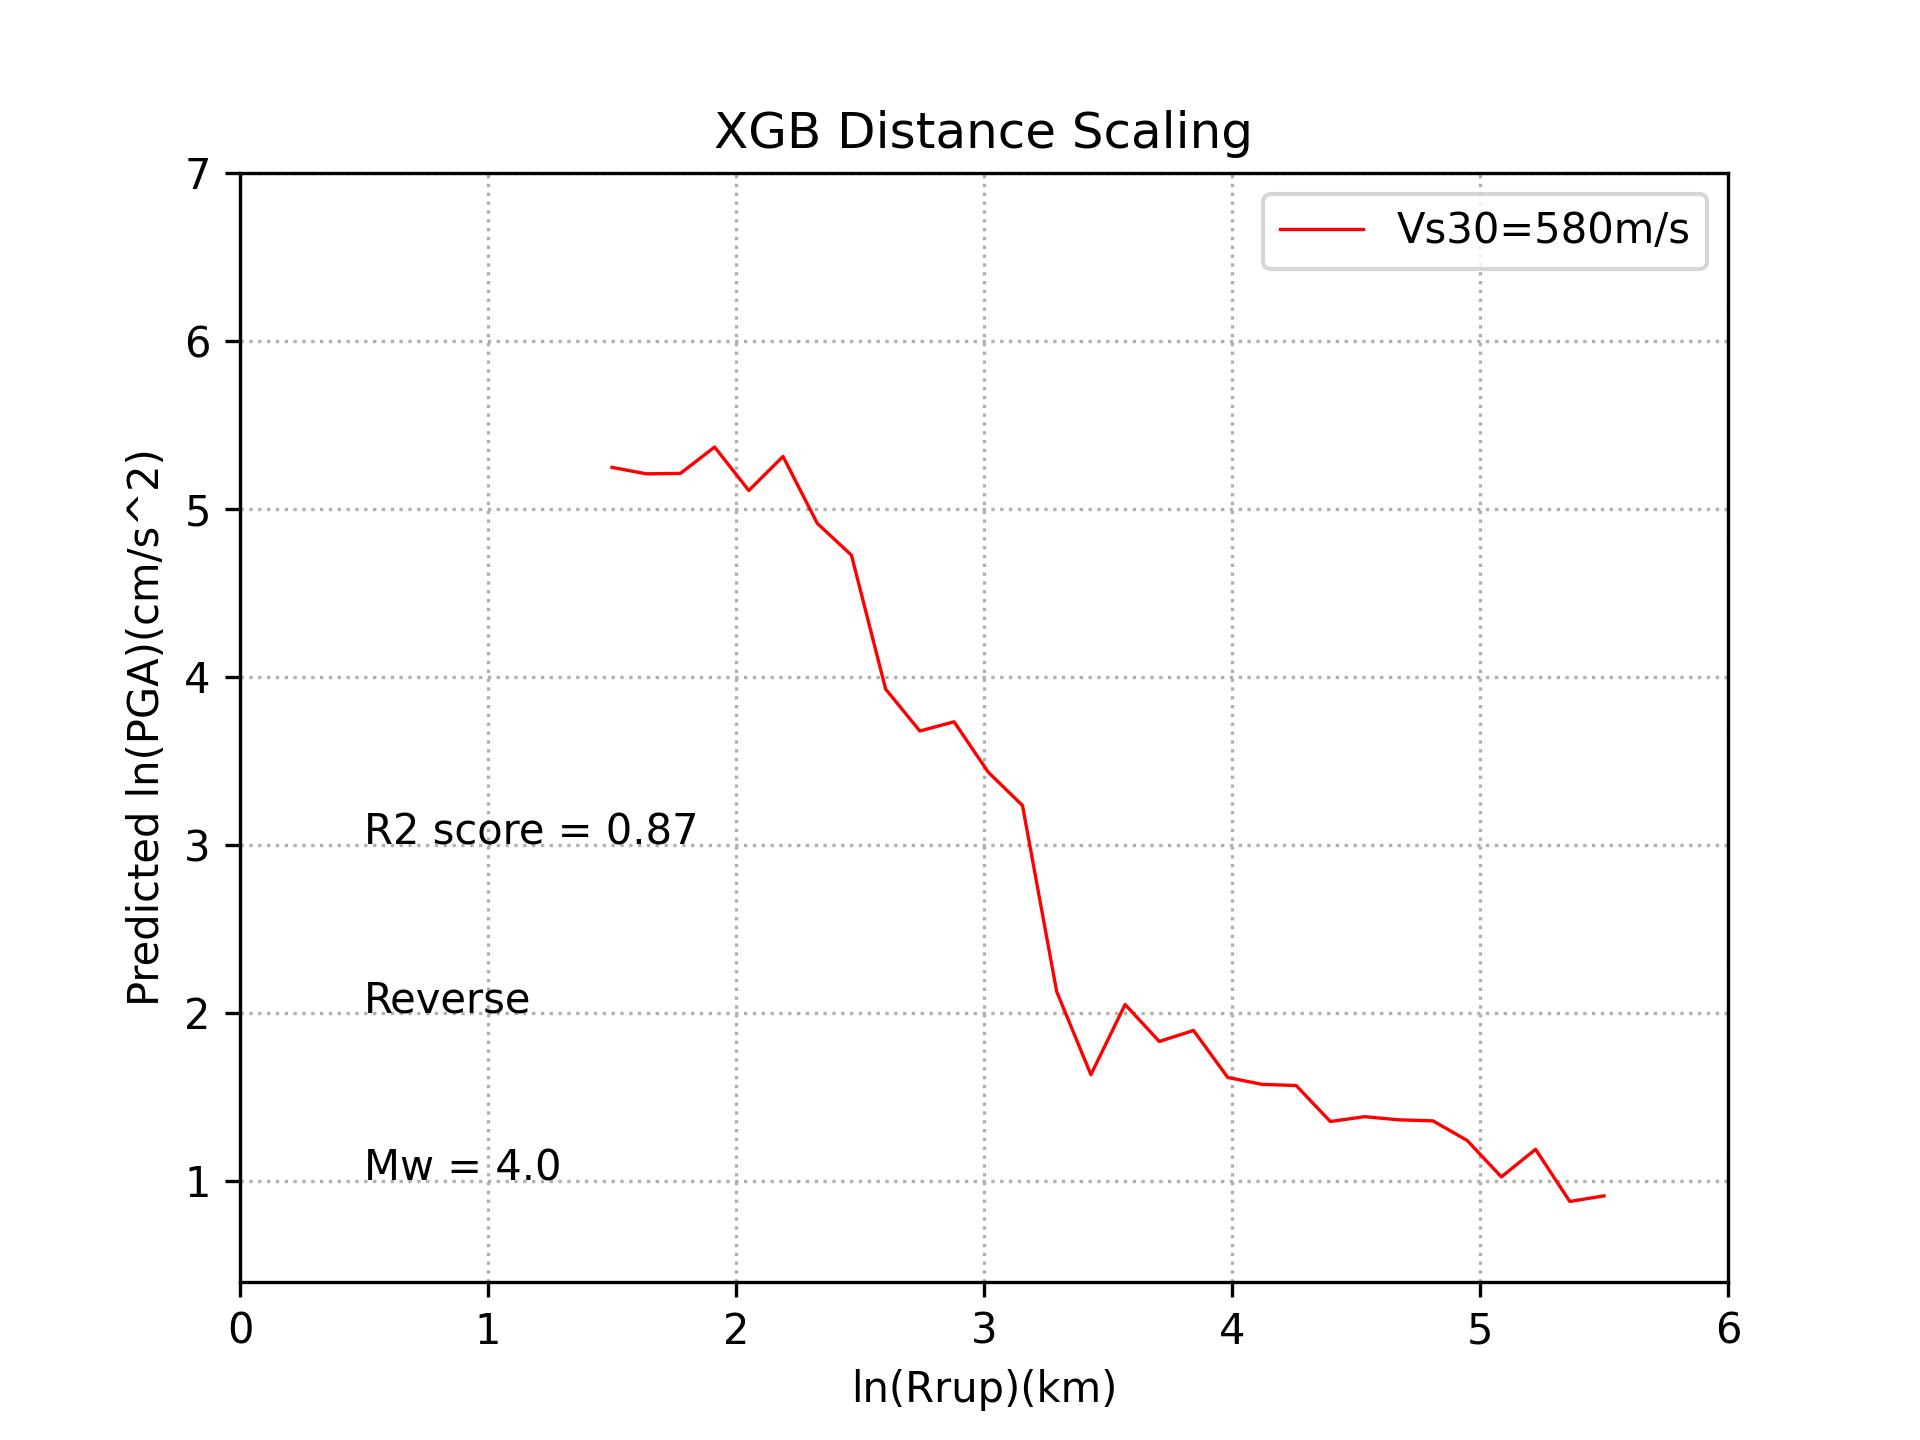 XGB Distance Scaling
7
6
5
4
3
2
1
Predicted ln(PGA)(cm/s^2)
Vs30=580m/s
R2 score = 0.87
Reverse
Mw = 4.0
0 1 2 3 4 5 6
ln(Rrup)(km)